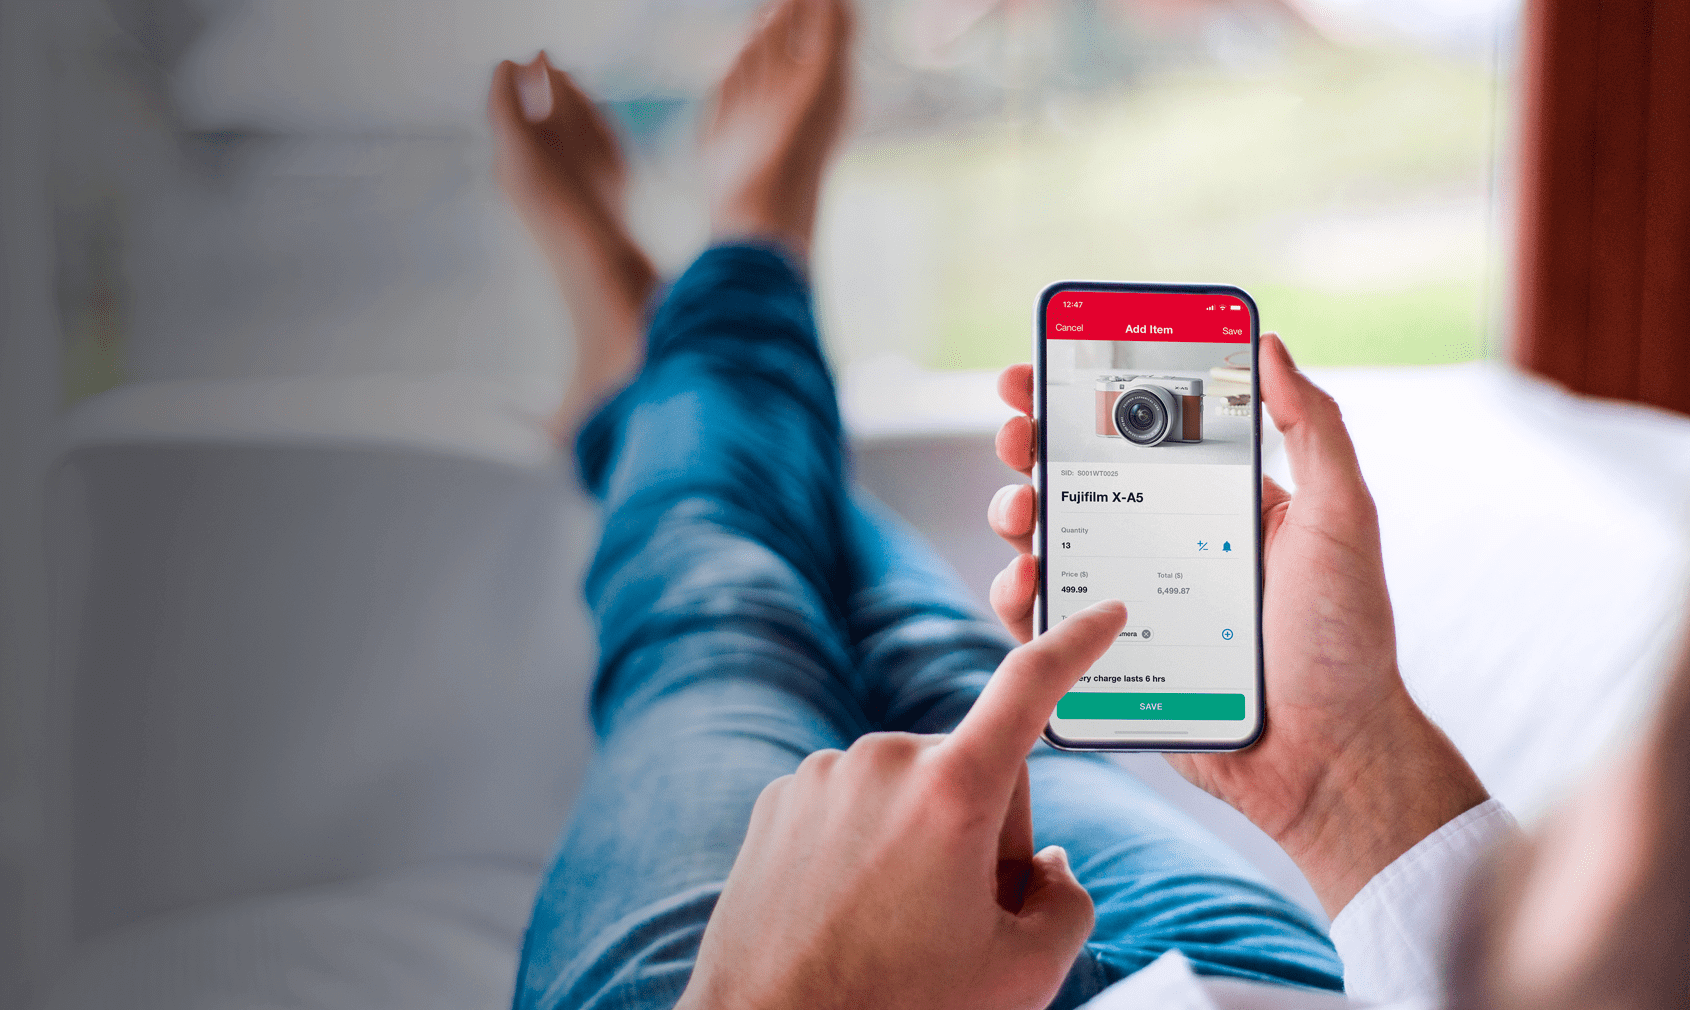 12:47
Cancel Add Item Save
X-A5
SID: S001WT0025
Fujifilm X-A5
Quantity
13
Price ($) Total ($)
499.99 6,499.87
SAVE
charge lasts 6 hrs